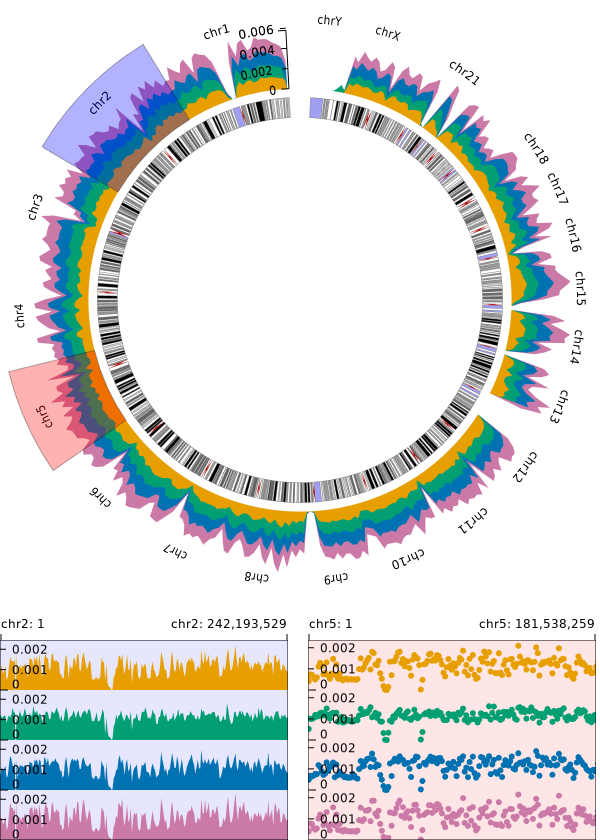 chrY
chrX
chr21
chr18
chr17
chr16
chr15
chr14
chr13
chr12
chr11
chr10
chr9
chr8
chr7
chr6
chr5
chr4
chr3
chr2
chr1
0.006
0.004
0.002
0
chr2: 1 chr2: 242,193,529
0.002
0.001
0
0.002
0.001
0
0.002
0.001
0
0.002
0.001
0
chr5: 1 chr5: 181,538,259
0.002
0.001
0
0.002
0.001
0
0.002
0.001
0
0.002
0.001
0